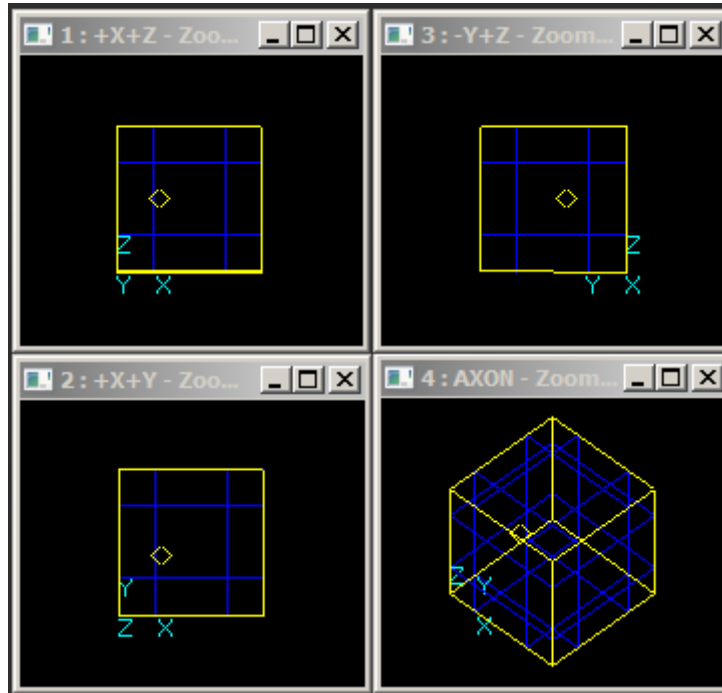 1 : +X+Z - Zoo...
Z
Y X
3 : -Y+Z - Zoom...
Z
Y X
2 : +X+Y - Zoo...
Y
Z X
4 : AXON - Zoom...
Z Y
X